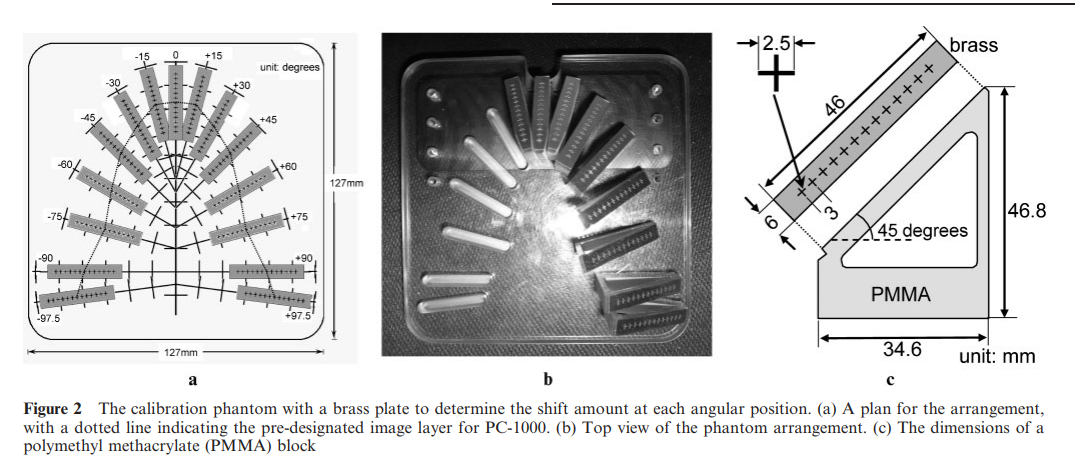 -15 0 +15
unit: degrees
-30 +30
-45 +45
-60 +60
-75 +75
-90 +90
-97.5 +97.5
127mm
127mm
a
b
2.5
brass
46
3
6
45 degrees
46.8
PMMA
34.6
unit: mm
c
Figure 2 The calibration phantom with a brass plate to determine the shift amount at each angular position. (a) A plan for the arrangement,
with a dotted line indicating the pre-designated image layer for PC-1000. (b) Top view of the phantom arrangement. (c) The dimensions of a
polymethyl methacrylate (PMMA) block